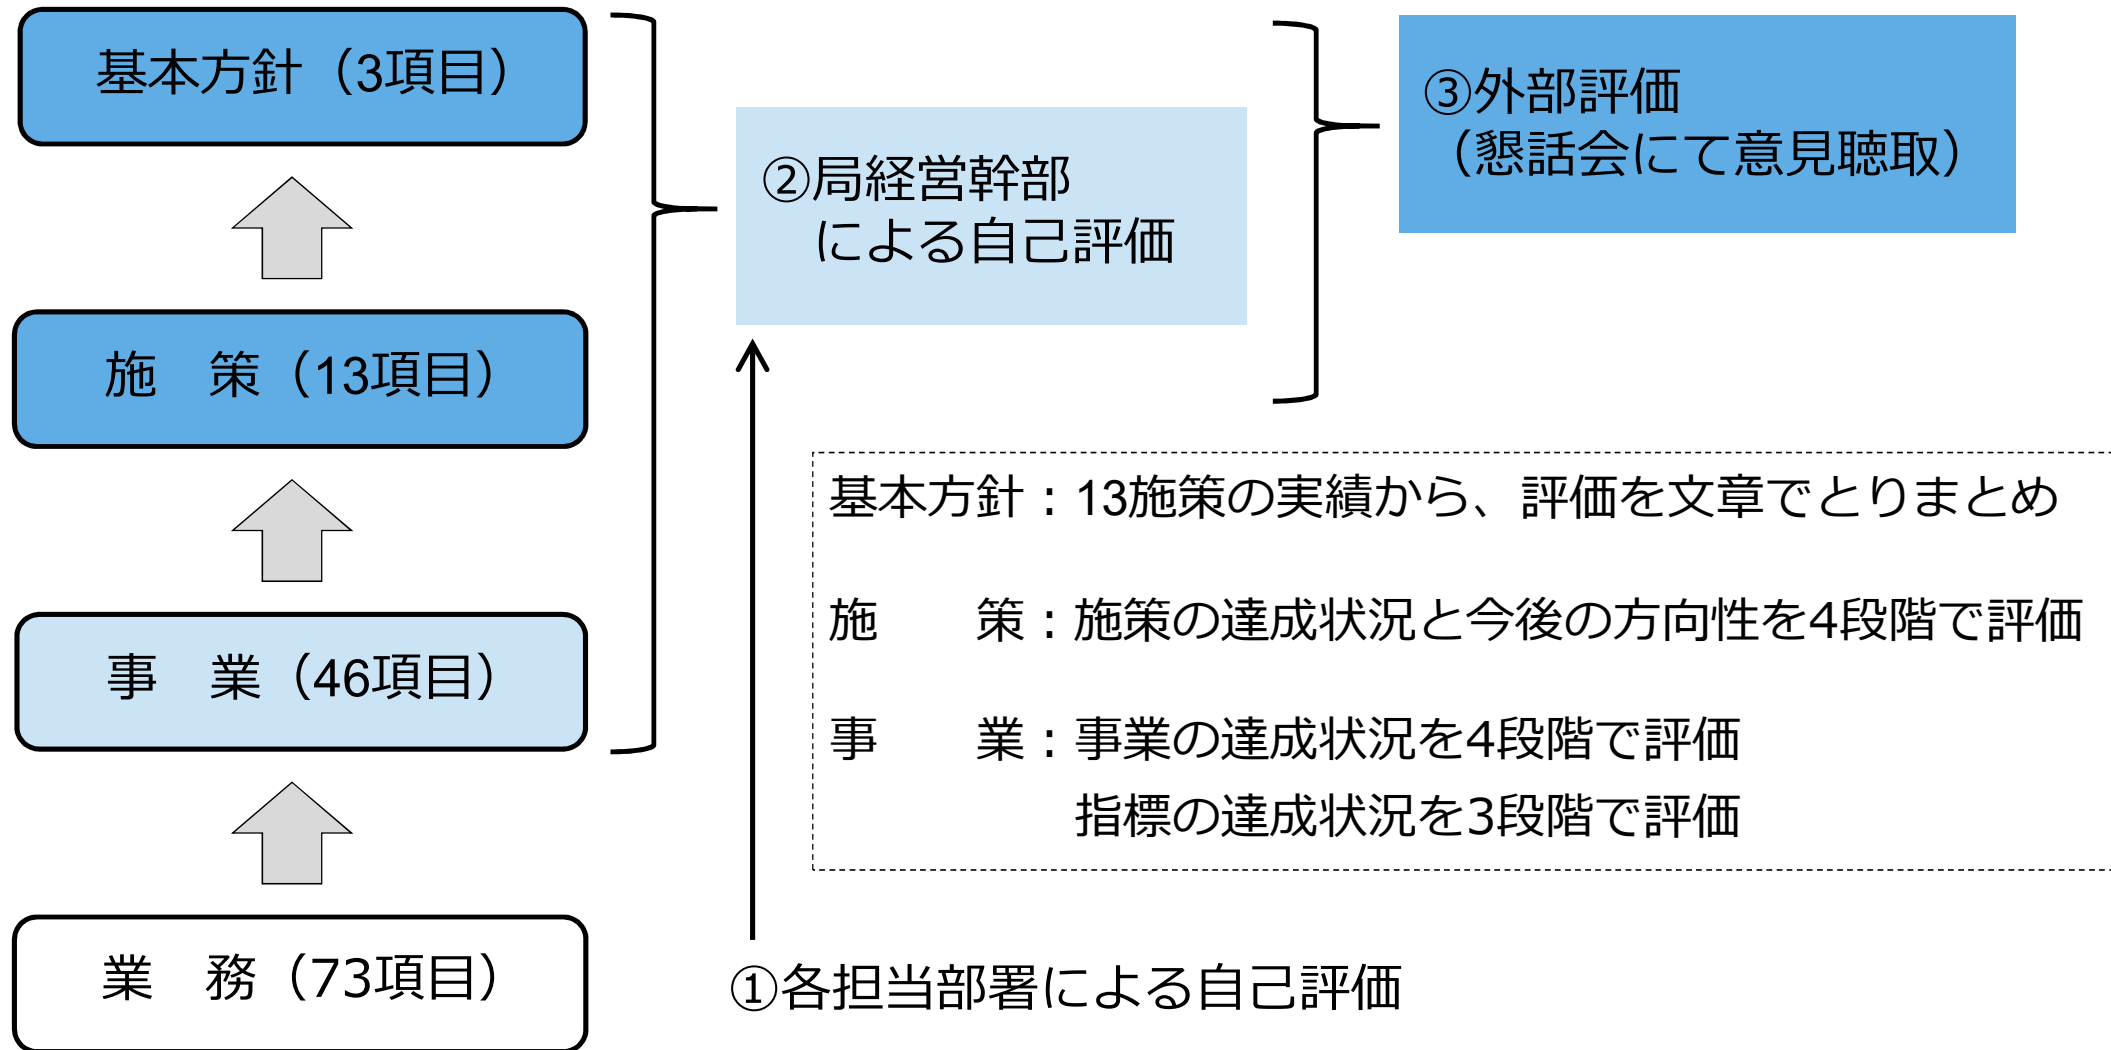 基本方針（3項目）
施　策（13項目）
事　業（46項目）
業　務（73項目）
②局経営幹部
による自己評価
①各担当部署による自己評価
③外部評価
（懇話会にて意見聴取）
基本方針：13施策の実績から、評価を文章でとりまとめ
施　　策：施策の達成状況と今後の方向性を4段階で評価
事　　業：事業の達成状況を4段階で評価
指標の達成状況を3段階で評価